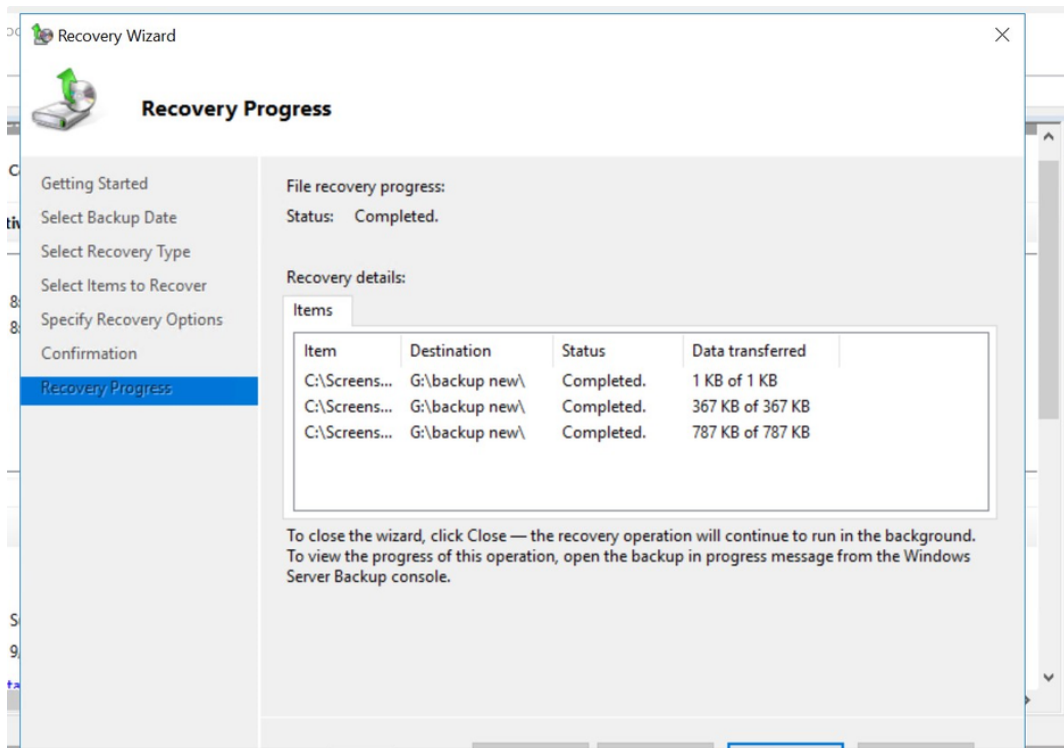 Recovery Wizard
Recovery Progress
Getting Started
Select Backup Date
Select Recovery Type
Select Items to Recover
Specify Recovery Options
Confirmation
Recovery Progress
File recovery progress:
Status: Completed.
Recovery details:
Items
Item Destination Status Data transferred
C:\Screens... G:\backup new\ Completed. 1 KB of 1 KB
C:\Screens... G:\backup new\ Completed. 367 KB of 367 KB
C:\Screens... G:\backup new\ Completed. 787 KB of 787 KB
To close the wizard, click Close — the recovery operation will continue to run in the background.
To view the progress of this operation, open the backup in progress message from the Windows
Server Backup console.